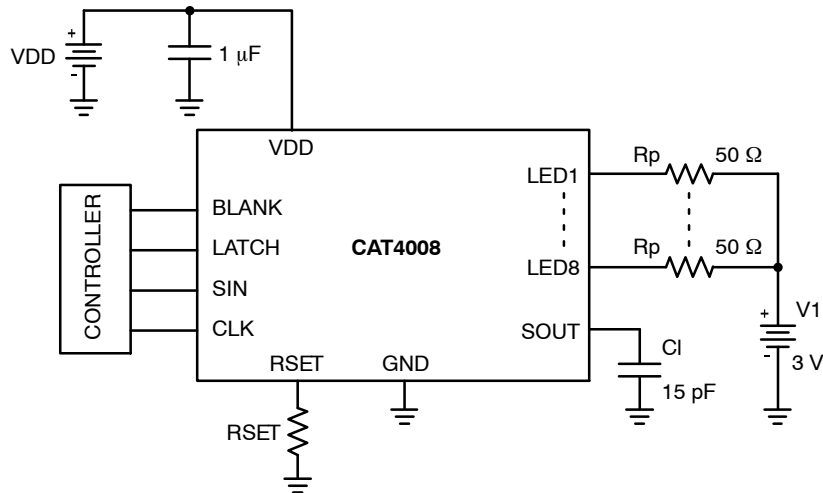 +
VDD
-
1 μF
VDD
Rp 50 Ω
LED1
BLANK
LATCH
CAT4008
Rp 50 Ω
LED8
CONTROLLER
SIN
CLK
SOUT
+ V1
-
3 V
Cl
15 pF
RSET GND
RSET